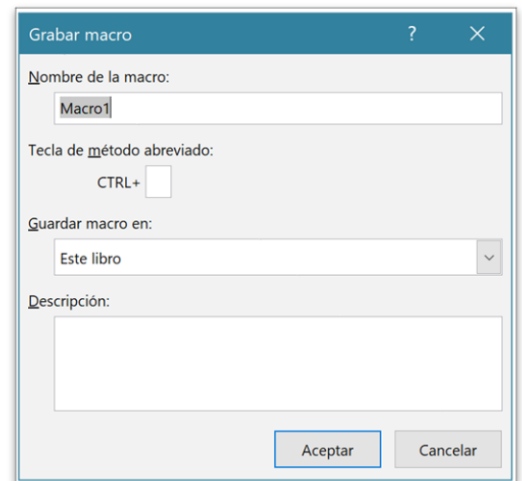 Grabar macro ?
Nombre de la macro:
Macro1
Tecla de método abreviado:
CTRL+
Guardar macro en:
Este libro
Descripción:
Aceptar Cancelar